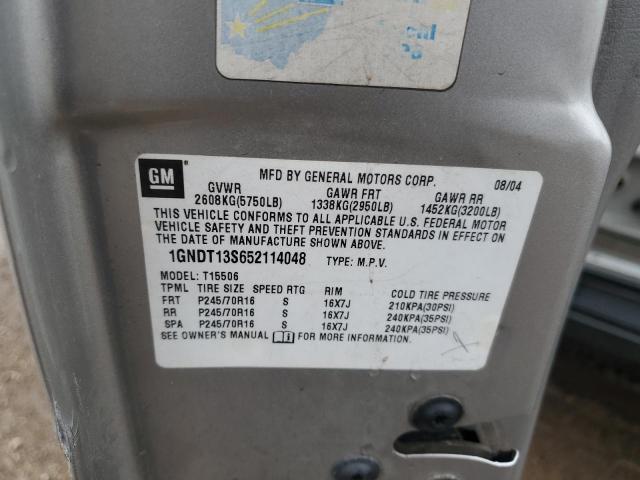 GM
MFD BY GENERAL MOTORS CORP. 08/04
GVWR GAWR FRT GAWR RR
2608KG(5750LB) 1338KG(2950LB) 1452KG(3200LB)
THIS VEHICLE CONFORMS TO ALL APPLICABLE U.S. FEDERAL MOTOR
VEHICLE SAFETY AND THEFT PREVENTION STANDARDS IN EFFECT ON
THE DATE OF MANUFACTURE SHOWN ABOVE.
1GNDT13S652114048 TYPE: M.P.V.
MODEL: T15506
TPML TIRE SIZE SPEED RTG RIM COLD TIRE PRESSURE
FRT P245/70R16 S 16X7J 210KPA(30PSI)
RR P245/70R16 S 16X7J 240KPA(35PSI)
SPA P245/70R16 S 16X7J 240KPA(35PSI)
SEE OWNER'S MANUAL FOR MORE INFORMATION.